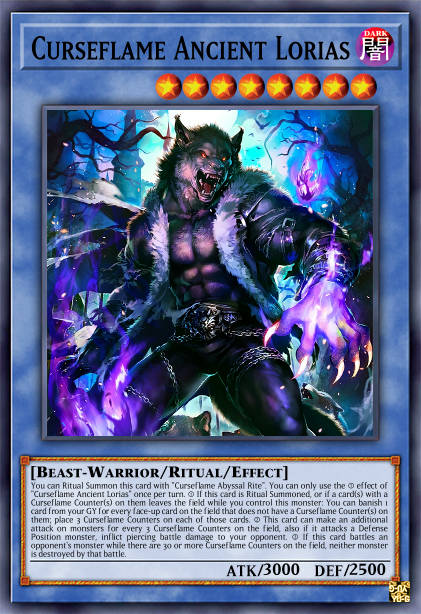 Curseflame Ancient Lorias
DARK
闇
[Beast-Warrior/Ritual/Effect]
You can Ritual Summon this card with "Curseflame Abyssal Rite". You can only use the ① effect of
"Curseflame Ancient Lorias" once per turn. ① If this card is Ritual Summoned, or if a card(s) with a
Curseflame Counter(s) on them leaves the field while you control this monster: You can banish 1
card from your GY for every face-up card on the field that does not have a Curseflame Counter(s) on
them; place 3 Curseflame Counters on each of those cards. ② This card can make an additional
attack on monsters for every 3 Curseflame Counters on the field, also if it attacks a Defense
Position monster, inflict piercing battle damage to your opponent. ③ If this card battles an
opponent's monster while there are 30 or more Curseflame Counters on the field, neither monster
is destroyed by that battle.
ATK/3000 DEF/2500